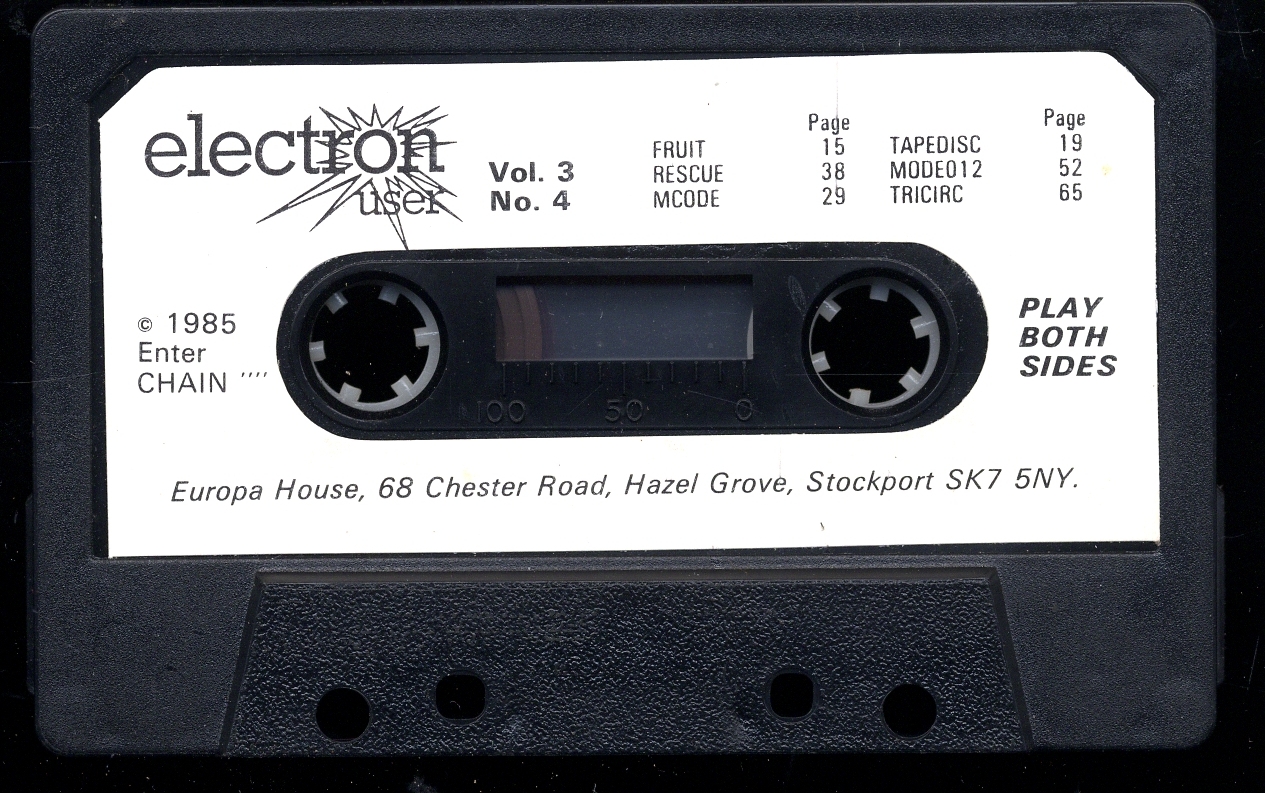 electron
user
Vol. 3
No. 4
Page Page
FRUIT 15 TAPEDISC 19
RESCUE 38 MODE012 52
MCODE 29 TRICIRC 65
© 1985
Enter
CHAIN ""
PLAY
BOTH
SIDES
100 50 0
Europa House, 68 Chester Road, Hazel Grove, Stockport SK7 5NY.